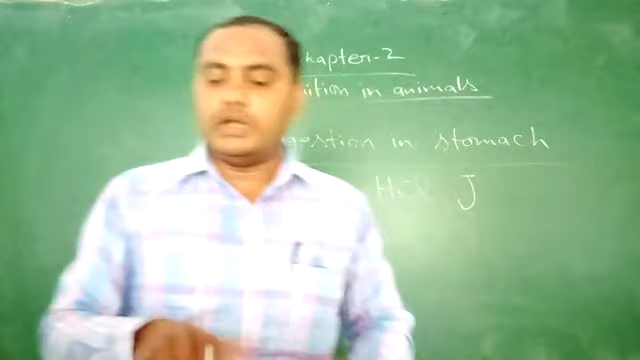 hapter-2
ition in animals
gestion in stomach
HCl J